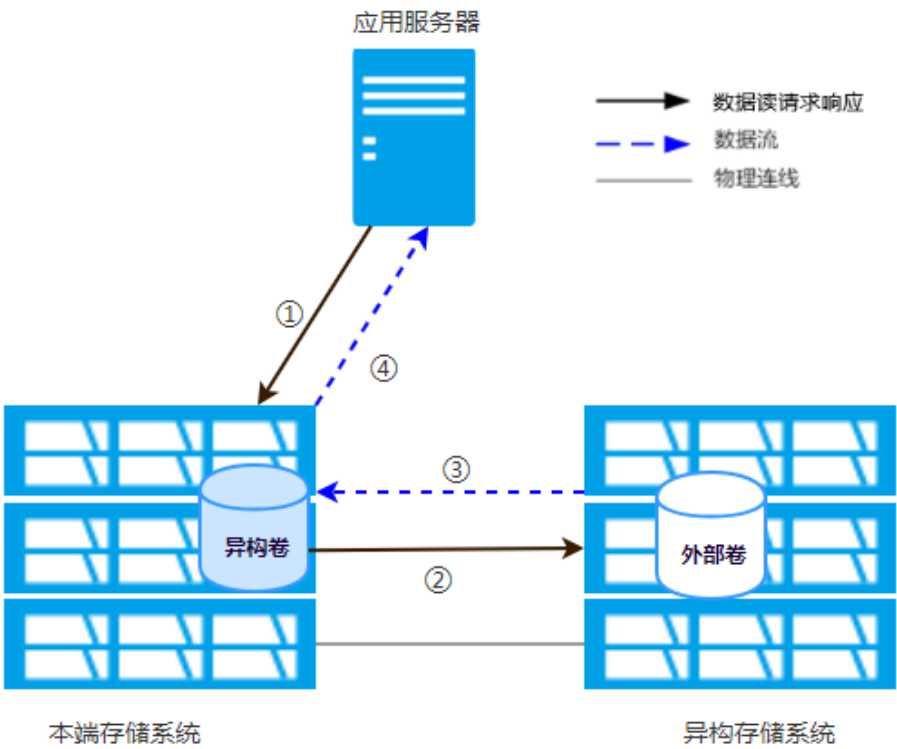 应用服务器
数据读请求响应
数据流
物理连线
①
④
③
异构卷
外部卷
②
本端存储系统
异构存储系统